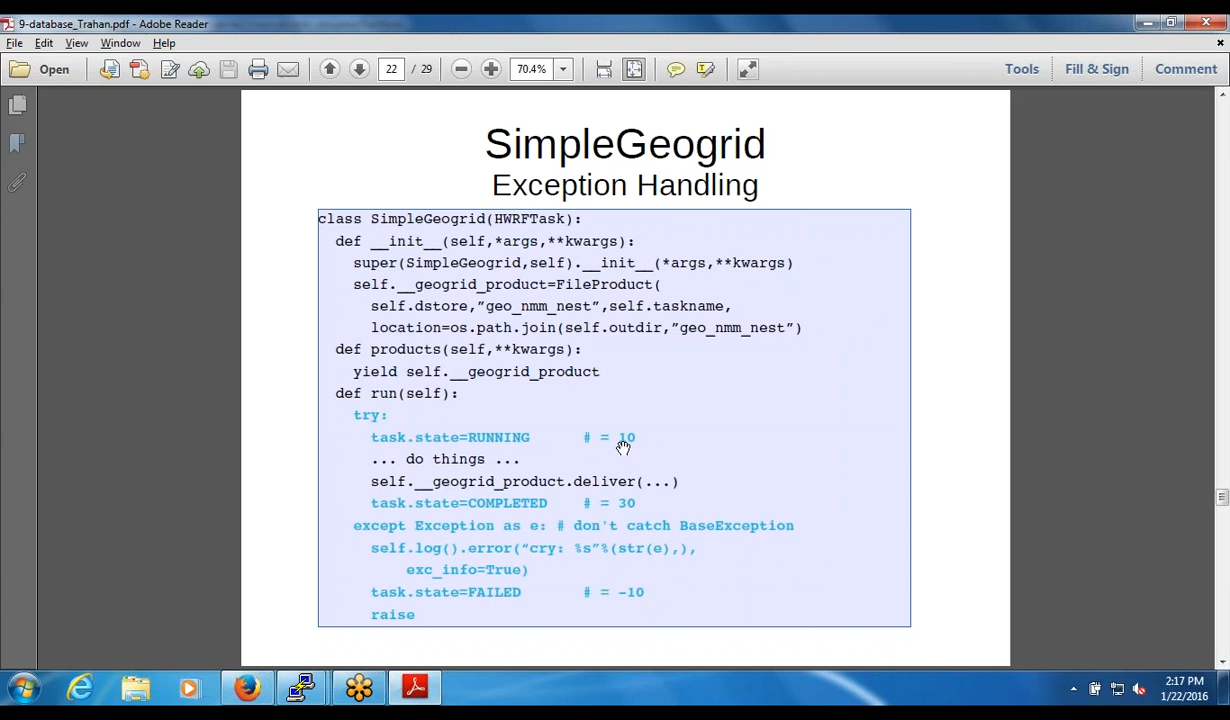 9-database_Trahan.pdf - Adobe Reader
File Edit View Window Help
Open 22 / 29 70.4% Tools Fill & Sign Comment
SimpleGeogrid
Exception Handling
class SimpleGeogrid(HWRFTask):
def __init__(self,*args,**kwargs):
super(SimpleGeogrid,self).__init__(*args,**kwargs)
self.__geogrid_product=FileProduct(
self.dstore,”geo_nmm_nest”,self.taskname,
location=os.path.join(self.outdir,”geo_nmm_nest”)
def products(self,**kwargs):
yield self.__geogrid_product
def run(self):
try:
task.state=RUNNING # = 10
... do things ...
self.__geogrid_product.deliver(...)
task.state=COMPLETED # = 30
except Exception as e: # don't catch BaseException
self.log().error(“cry: %s”%(str(e),),
exc_info=True)
task.state=FAILED # = -10
raise
2:17 PM
1/22/2016